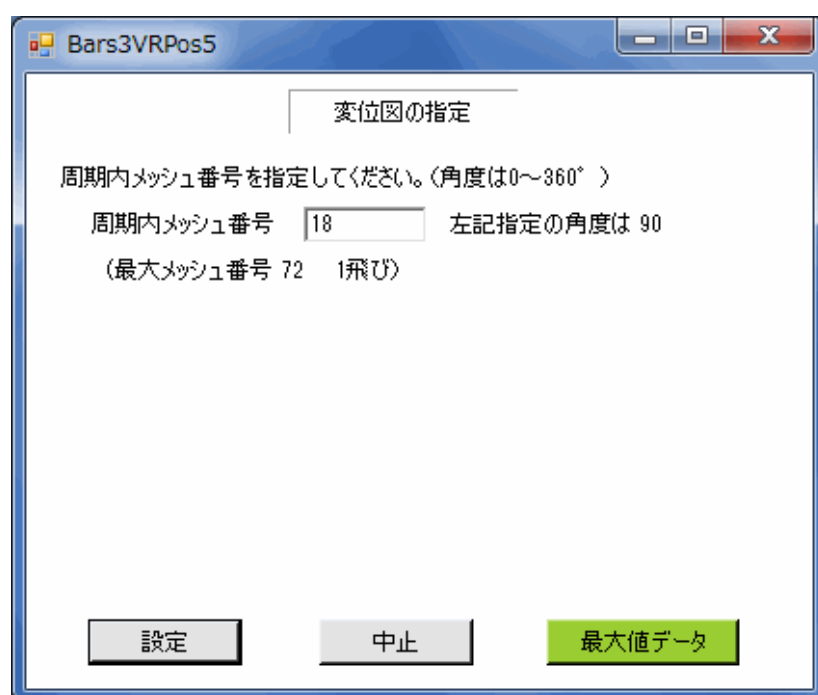 Bars3VRPos5
変位図の指定
周期内メッシュ番号を指定してください。（角度は0～360°）
周期内メッシュ番号 18 左記指定の角度は 90
（最大メッシュ番号 72 1飛び）
設定 中止 最大値データ